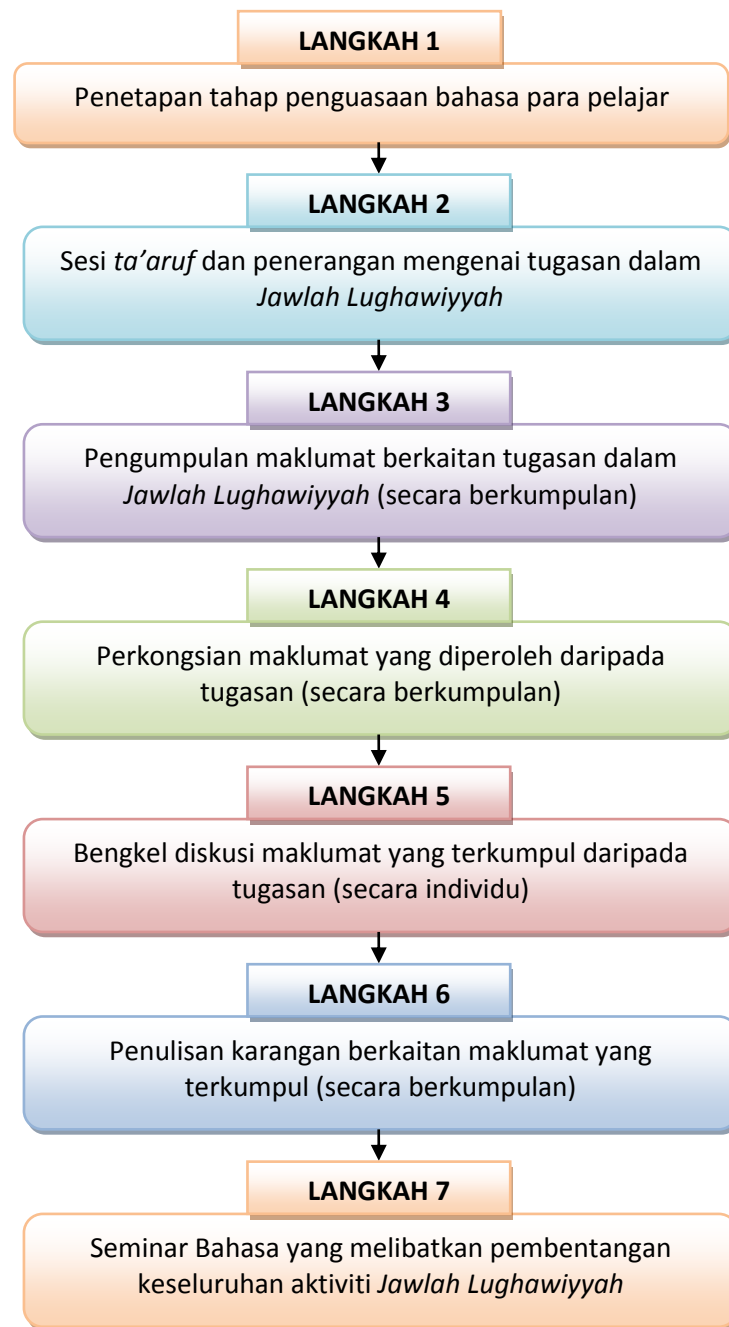 LANGKAH 1
Penetapan tahap penguasaan bahasa para pelajar
LANGKAH 2
Sesi ta’aruf dan penerangan mengenai tugasan dalam
Jawlah Lughawiyyah
LANGKAH 3
Pengumpulan maklumat berkaitan tugasan dalam
Jawlah Lughawiyyah (secara berkumpulan)
LANGKAH 4
Perkongsian maklumat yang diperoleh daripada
tugasan (secara berkumpulan)
LANGKAH 5
Bengkel diskusi maklumat yang terkumpul daripada
tugasan (secara individu)
LANGKAH 6
Penulisan karangan berkaitan maklumat yang
terkumpul (secara berkumpulan)
LANGKAH 7
Seminar Bahasa yang melibatkan pembentangan
keseluruhan aktiviti Jawlah Lughawiyyah